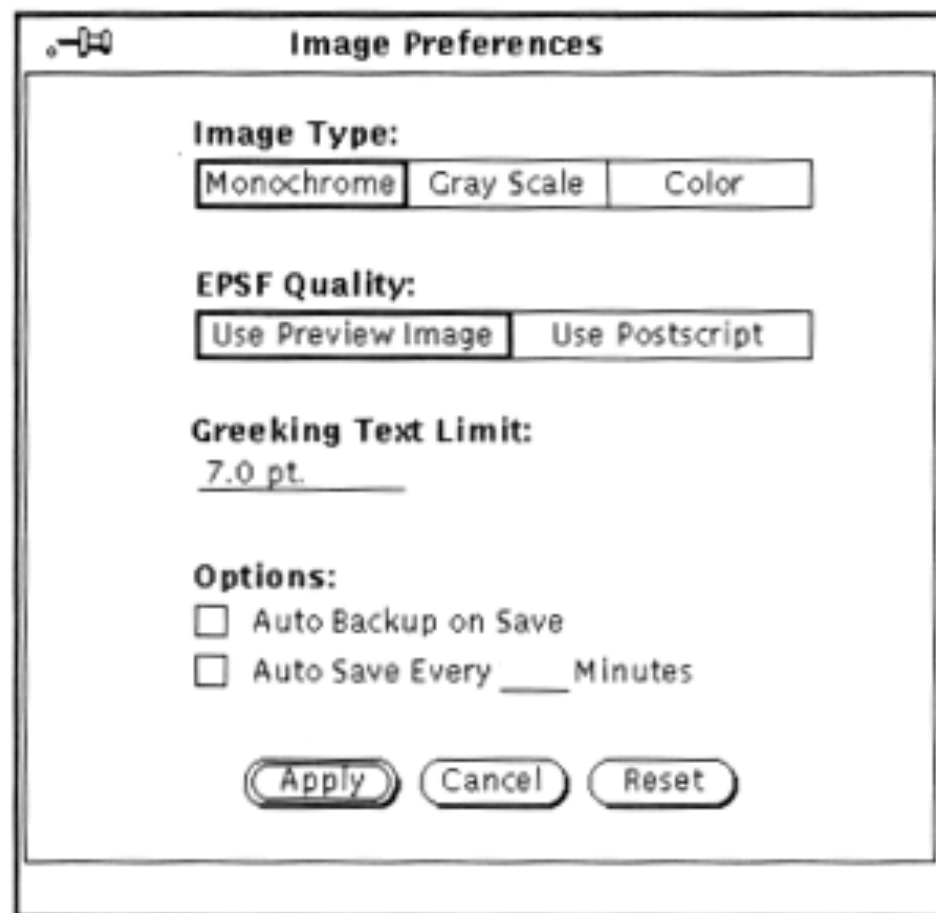 Image Preferences
Image Type:
Monochrome Gray Scale Color
EPSF Quality:
Use Preview Image Use Postscript
Greeking Text Limit:
7.0 pt.
Options:
Auto Backup on Save
Auto Save Every ____ Minutes
Apply Cancel Reset